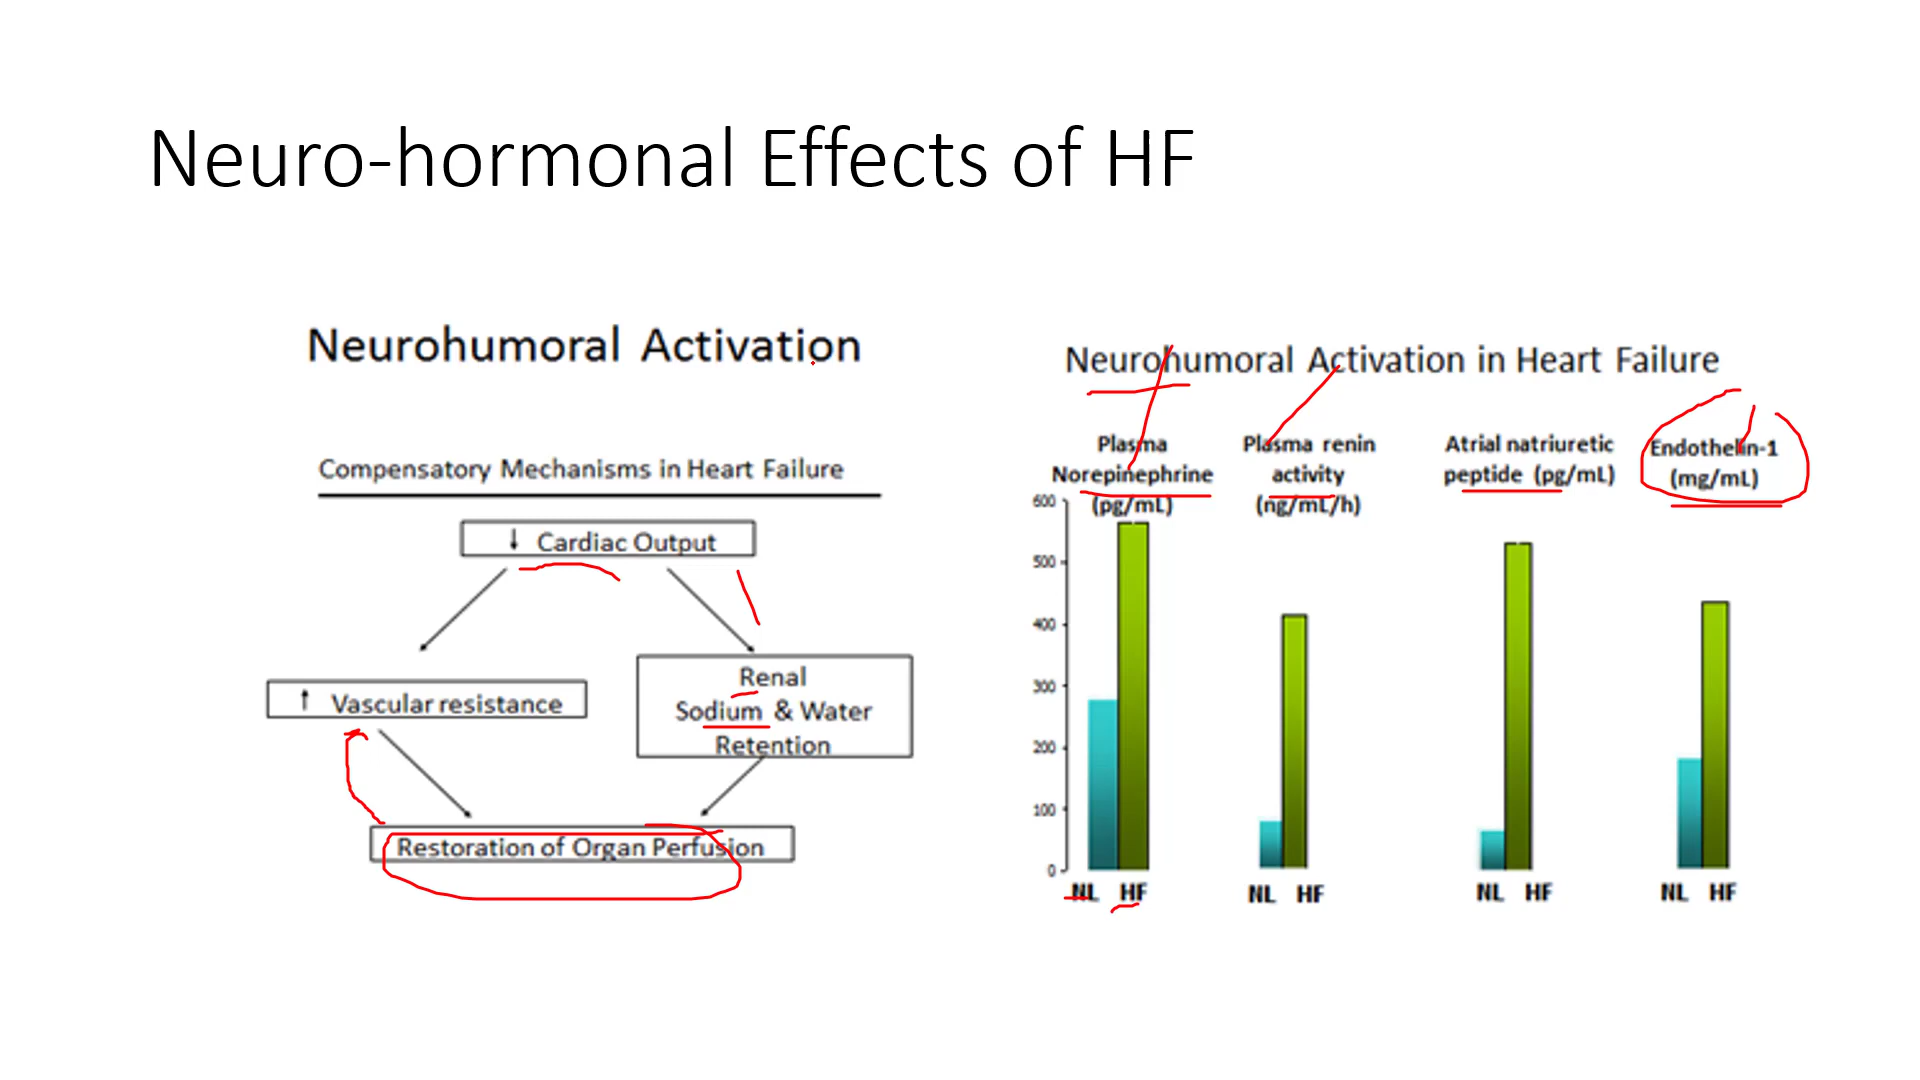 Neuro-hormonal Effects of HF
Neurohumoral Activation
Compensatory Mechanisms in Heart Failure
↓ Cardiac Output
↑ Vascular resistance
Renal
Sodium & Water
Retention
Restoration of Organ Perfusion
Neurohumoral Activation in Heart Failure
Plasma
Norepinephrine
(pg/mL)
Plasma renin
activity
(ng/mL/h)
Atrial natriuretic
peptide (pg/mL)
Endothelin-1
(mg/mL)
600
500
400
300
200
100
0
NL HF
NL HF
NL HF
NL HF